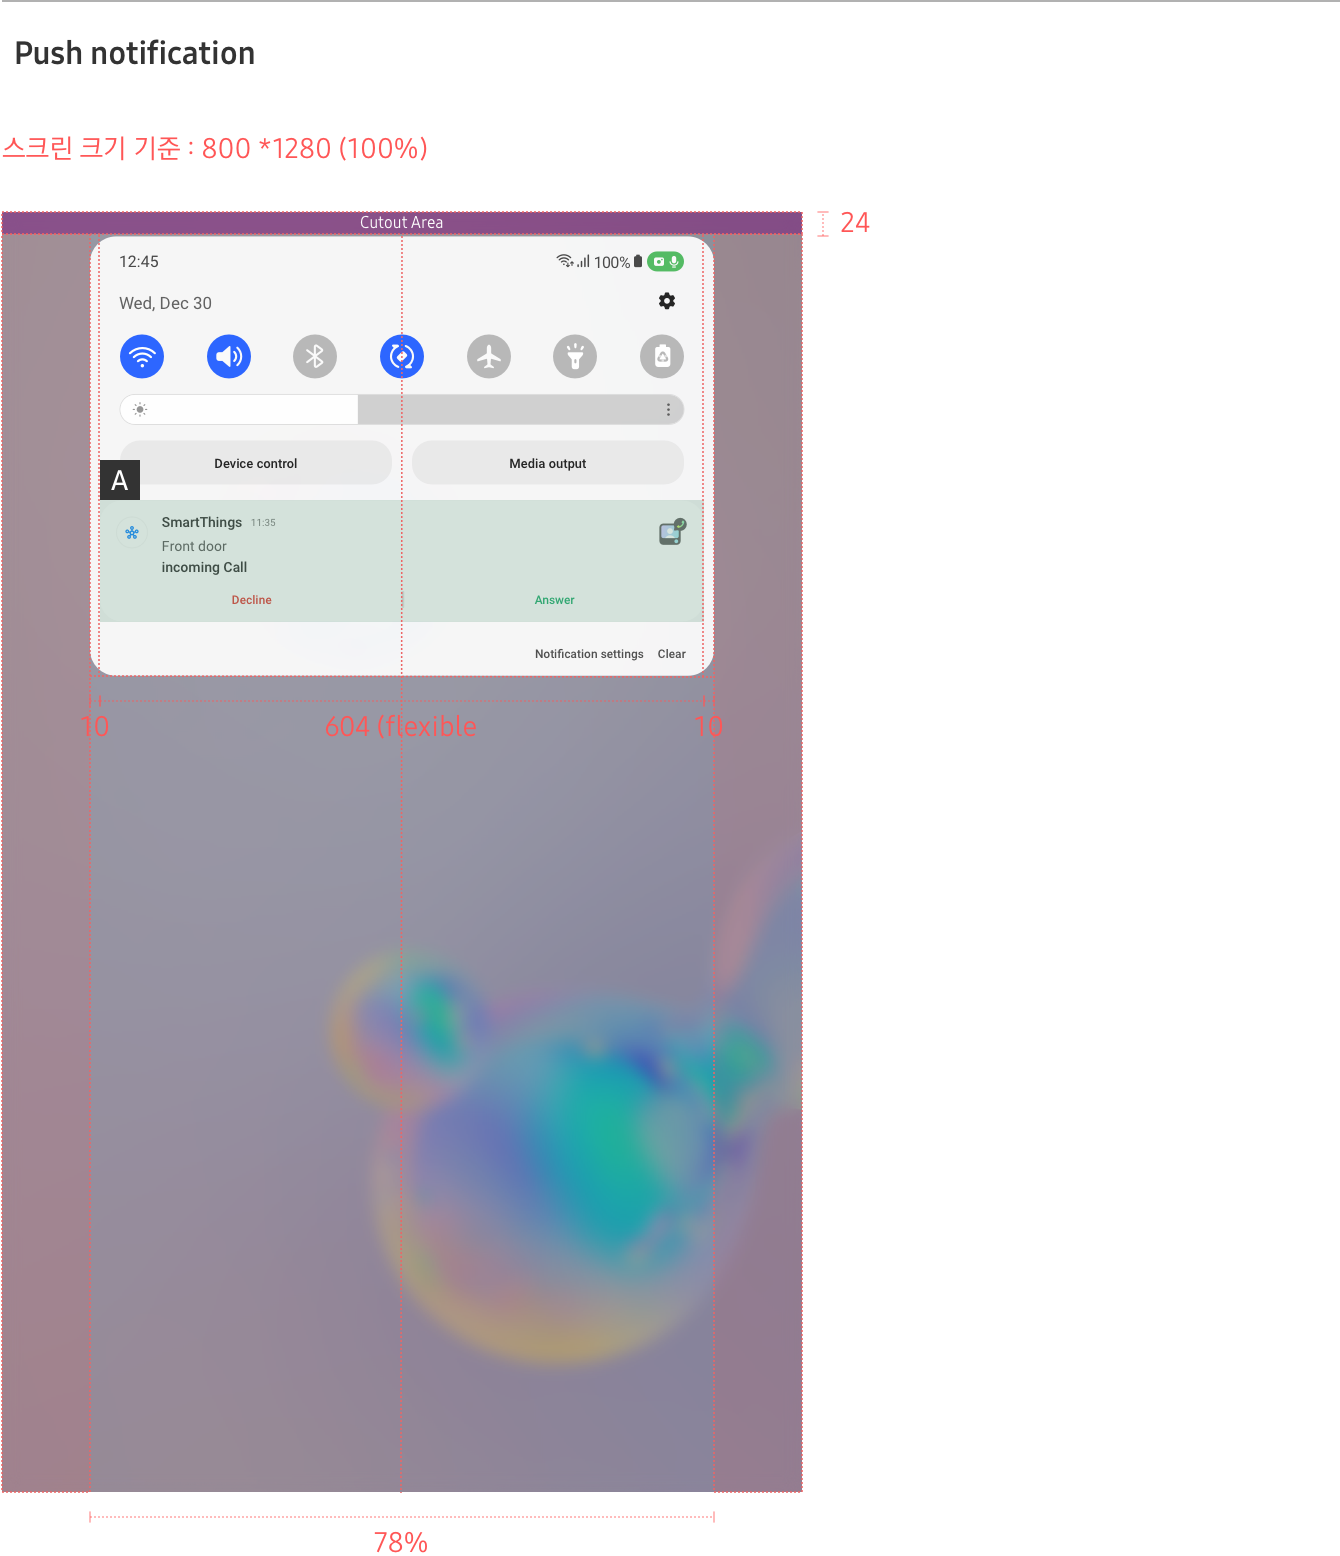 Push notification
스크린 크기 기준 : 800 *1280 (100%)
Cutout Area
24
12:45
100%
Wed, Dec 30
Device control
Media output
A
SmartThings 11:35
Front door
incoming Call
Decline
Answer
Notification settings
Clear
10
604 (flexible
10
78%